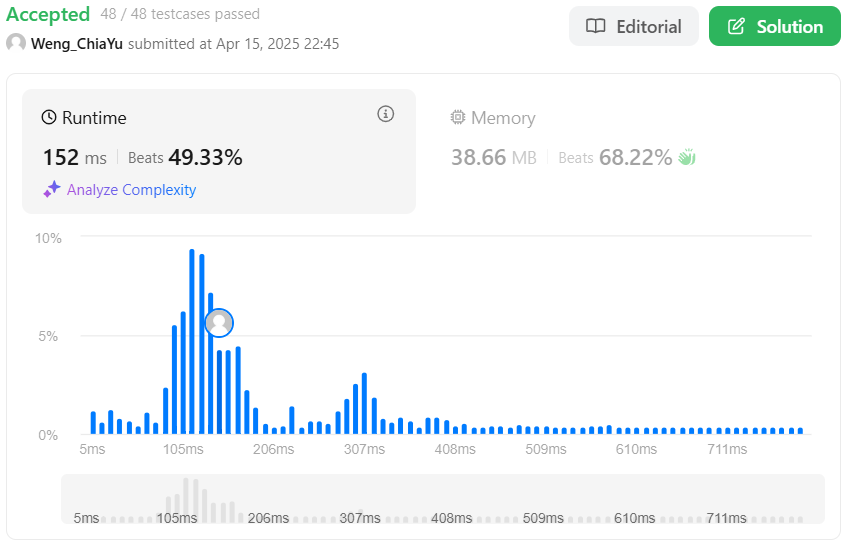 Accepted 48 / 48 testcases passed
Editorial
Solution
Weng_ChiaYu submitted at Apr 15, 2025 22:45
Runtime
Memory
152 ms Beats 49.33%
38.66 MB Beats 68.22%
Analyze Complexity
10%
5%
0%
5ms 105ms 206ms 307ms 408ms 509ms 610ms 711ms
5ms 105ms 206ms 307ms 408ms 509ms 610ms 711ms